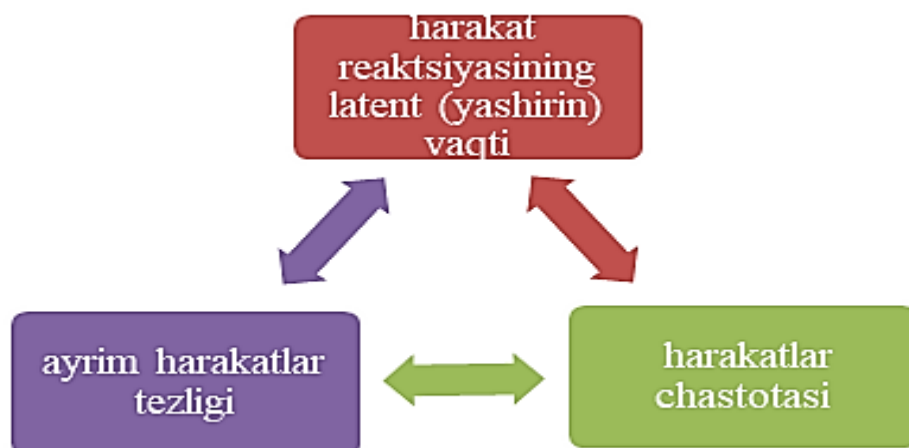 harakat
reaktsiyasining
latent (yashirin)
vaqti
ayrim harakatlar
tezligi
harakatlar
chastotasi